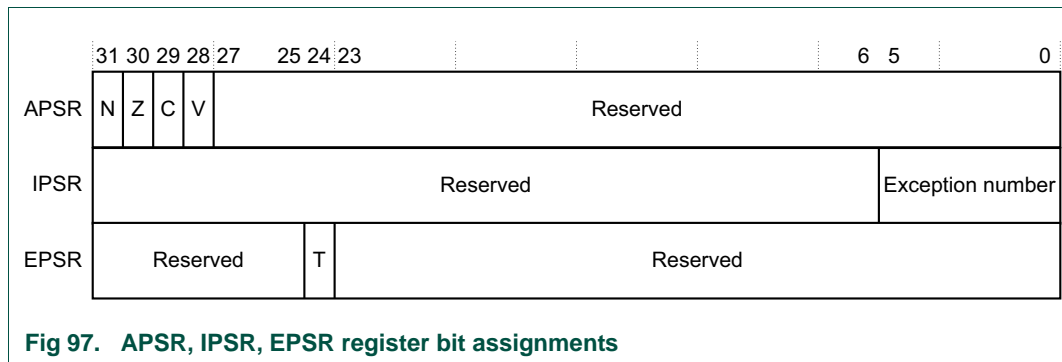 31 30 29 28 27 25 24 23 6 5 0
APSR N Z C V Reserved
IPSR Reserved Exception number
EPSR Reserved T Reserved
Fig 97. APSR, IPSR, EPSR register bit assignments